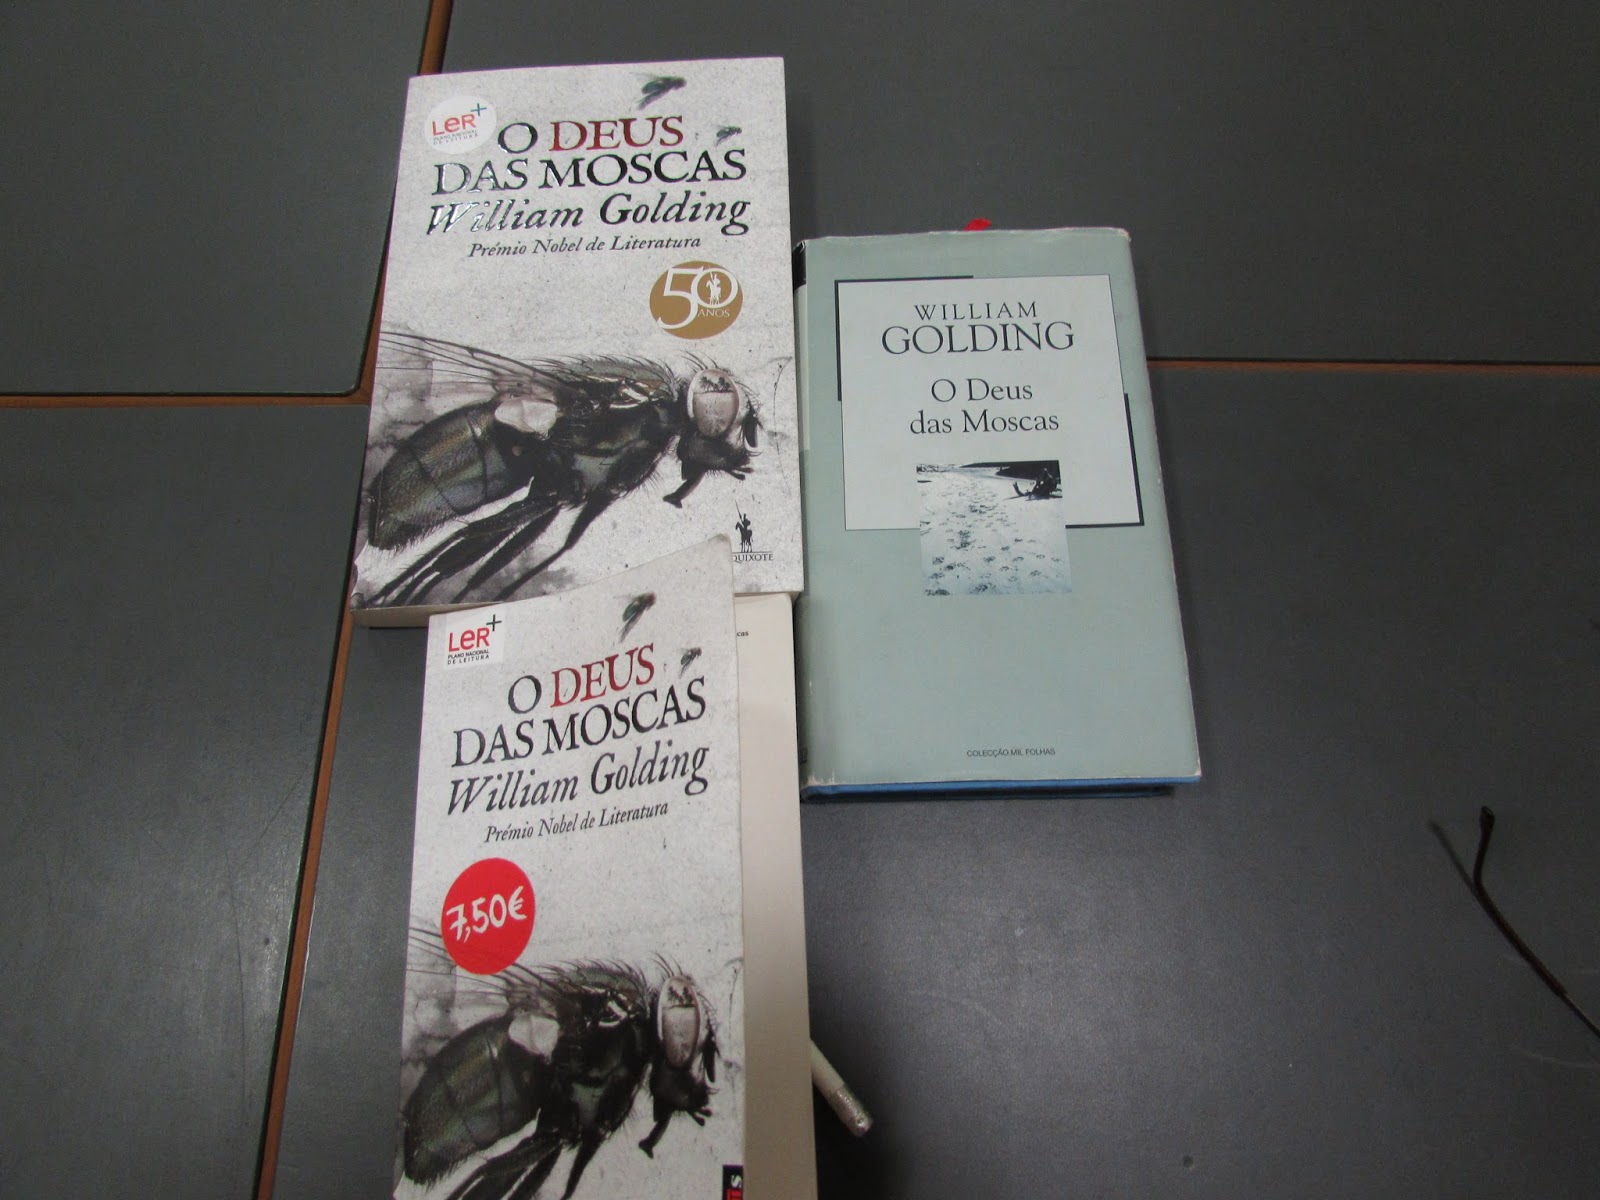 LeR+
PLANO NACIONAL
DE LEITURA
O DEUS
DAS MOSCAS
William Golding
Prémio Nobel de Literatura
50
ANOS
QUIXOTE
WILLIAM
GOLDING
O Deus
das Moscas
COLECÇÃO MIL FOLHAS
LeR+
PLANO NACIONAL
DE LEITURA
O DEUS
DAS MOSCAS
William Golding
Prémio Nobel de Literatura
7,50€